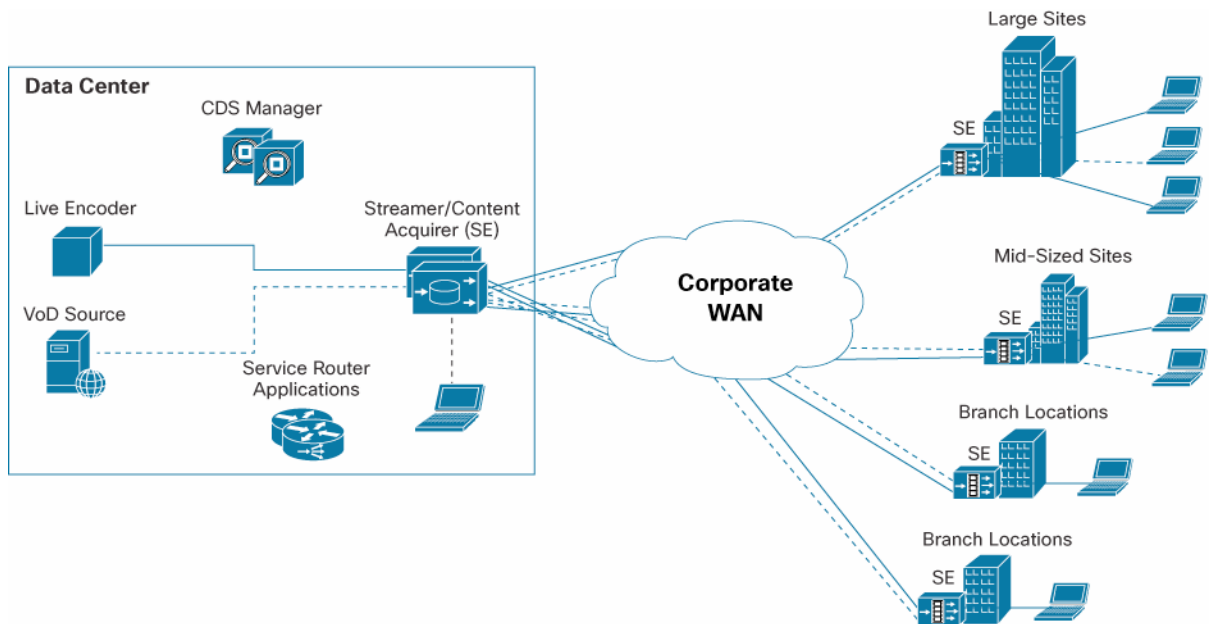 Large Sites
Data Center
CDS Manager
SE
Live Encoder
Streamer/Content
Acquirer (SE)
Mid-Sized Sites
Corporate
WAN
VoD Source
SE
Service Router
Applications
Branch Locations
SE
Branch Locations
SE